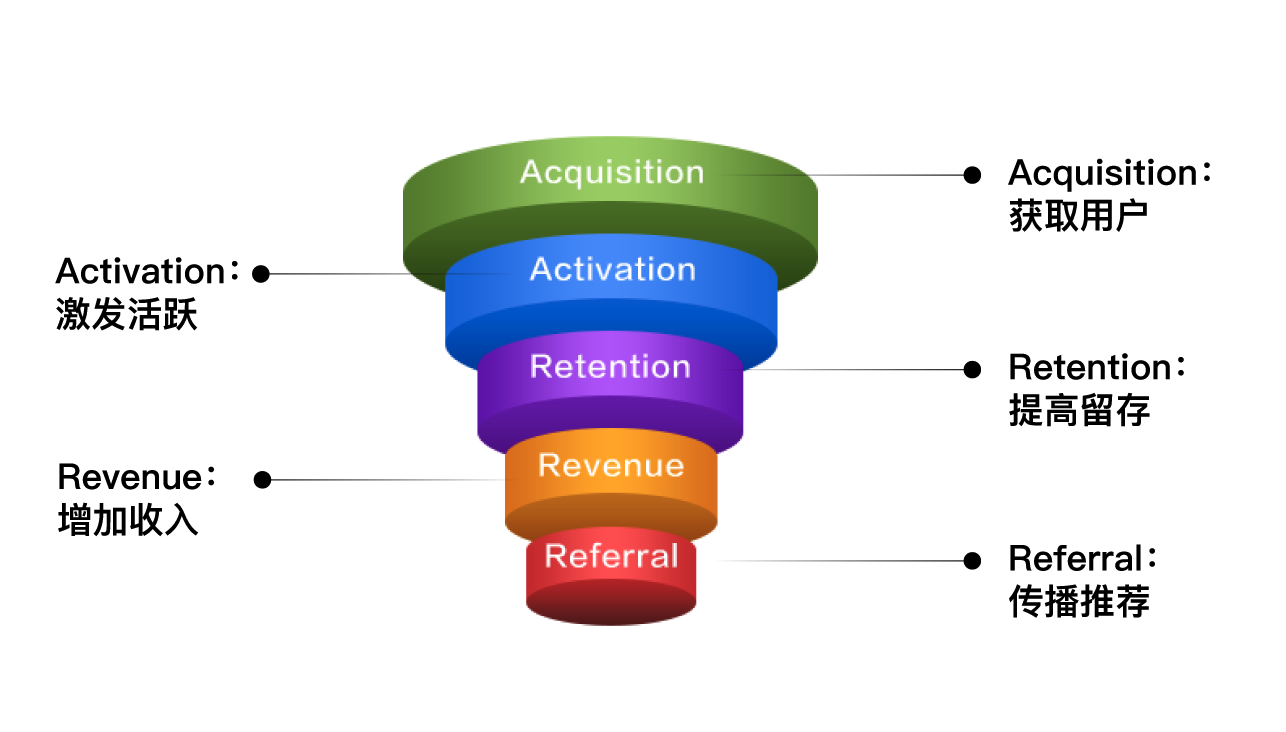 Acquisition
Acquisition：
获取用户
Activation：
激发活跃
Activation
Retention
Retention：
提高留存
Revenue：
增加收入
Revenue
Referral
Referral：
传播推荐